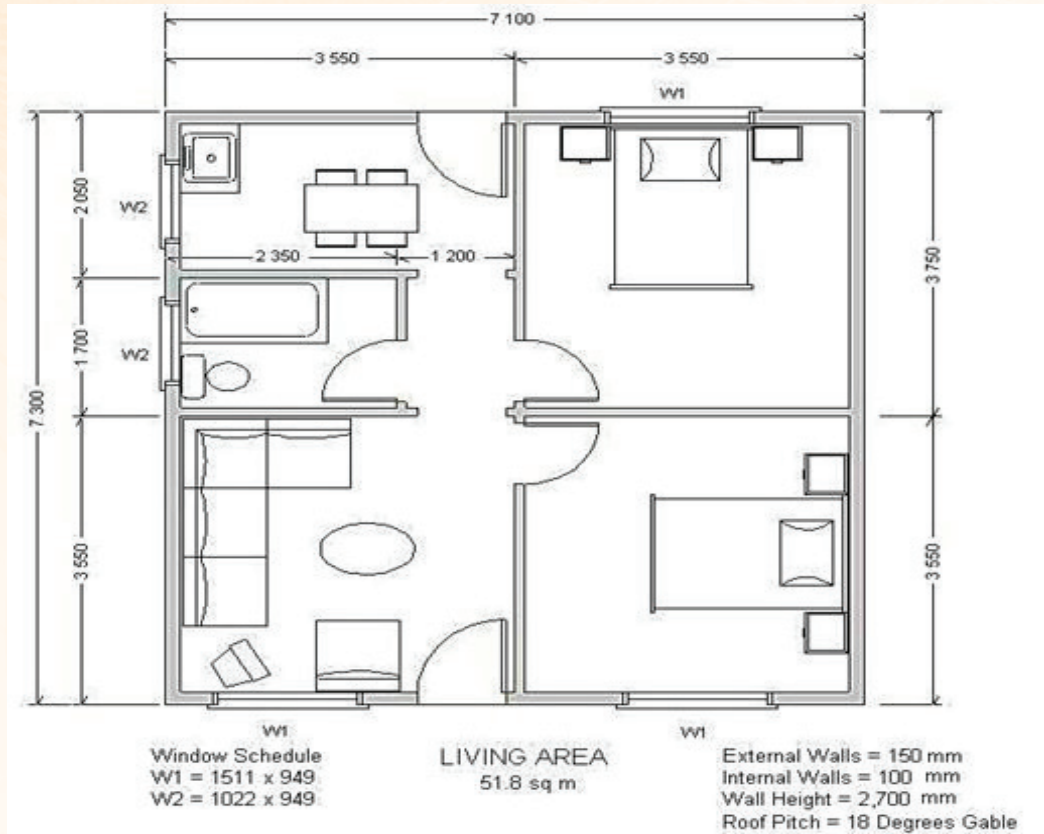 7 100
3 550
3 550
W1
2 050
W2
2 350
1 200
3 750
7 300
1 700
W2
3 550
3 550
W1
W1
Window Schedule
W1 = 1511 x 949
W2 = 1022 x 949
LIVING AREA
51.8 sq m
External Walls = 150 mm
Internal Walls = 100 mm
Wall Height = 2,700 mm
Roof Pitch = 18 Degrees Gable